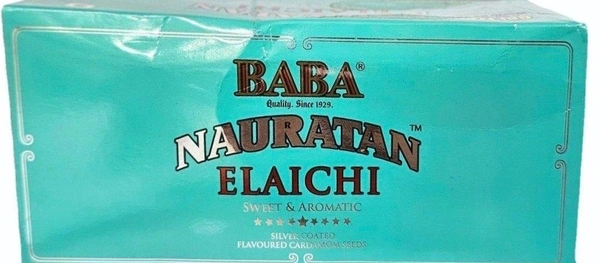 BABA®
Quality. Since 1929.
NAURATAN™
ELAICHI
SWEET & AROMATIC
SILVER COATED
FLAVOURED CARDAMOM SEEDS